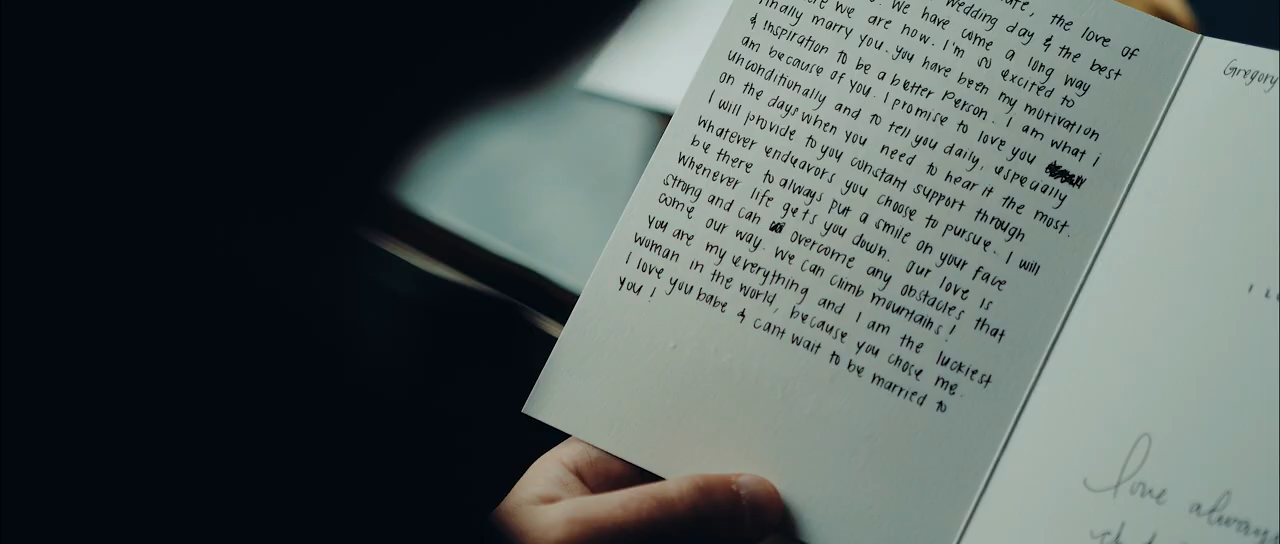 the love of
wedding day & the best
we are now. We have come a long way
finally marry you. I'm so excited to
& inspiration to be a better person. you have been my motivation
am because of you. I promise to love you I am what i
unconditionally and to tell you daily, especially
on the days when you need to hear it the most.
I will provide to you constant support through
whatever endeavors you choose to pursue. I will
be there to always put a smile on your face
whenever life gets you down. our love is
strong and can overcome any obstacles that
come our way. We can climb mountains!
you are my everything and I am the luckiest
woman in the world, because you chose me.
I love you babe & cant wait to be married to
you!
Gregory
love always